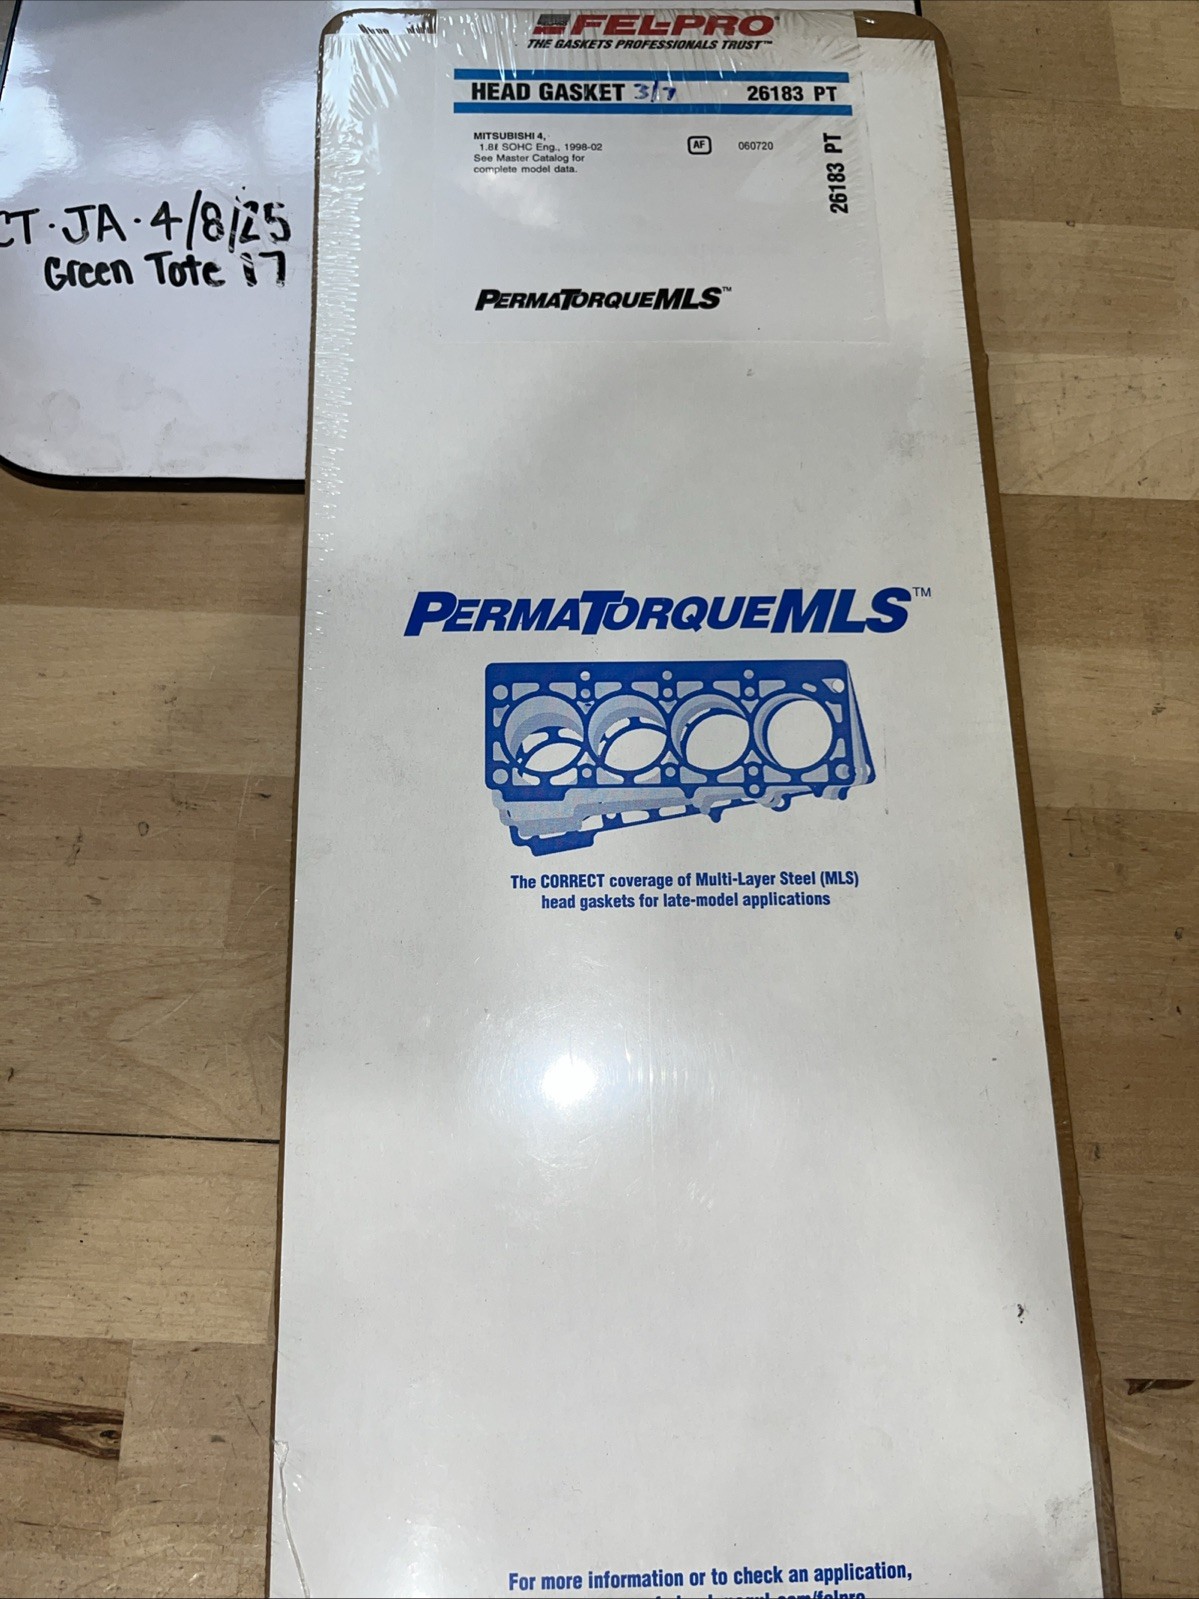 FEL-PRO
THE GASKETS PROFESSIONALS TRUST™
HEAD GASKET 3/7 26183 PT
MITSUBISHI 4,
1.8ℓ SOHC Eng., 1998-02
See Master Catalog for
complete model data.
AF 060720
26183 PT
PERMATORQUEMLS™
JA · 4/8/25
Green Tote 17
PERMATORQUEMLS™
The CORRECT coverage of Multi-Layer Steel (MLS)
head gaskets for late-model applications
For more information or to check an application,